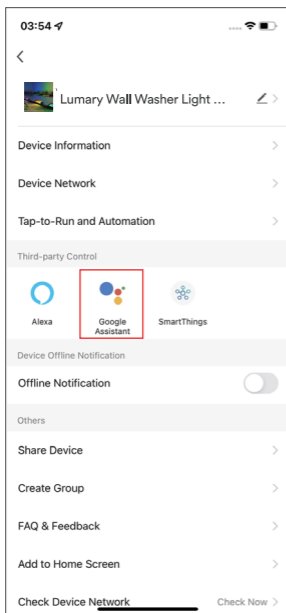 03:54
Lumary Wall Washer Light ...
Device Information
Device Network
Tap-to-Run and Automation
Third-party Control
Alexa
Google
Assistant
SmartThings
Device Offline Notification
Offline Notification
Others
Share Device
Create Group
FAQ & Feedback
Add to Home Screen
Check Device Network Check Now